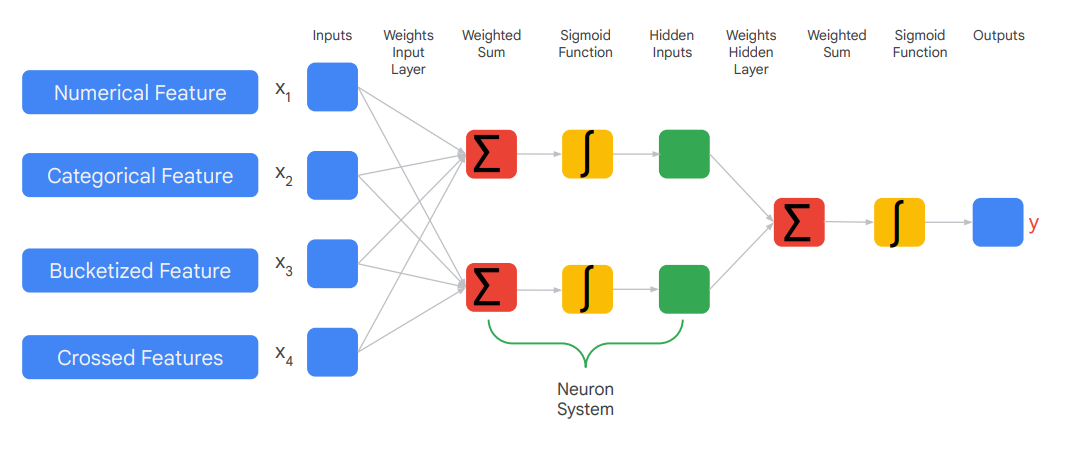 Inputs
Weights
Input
Layer
Weighted
Sum
Sigmoid
Function
Hidden
Inputs
Weights
Hidden
Layer
Weighted
Sum
Sigmoid
Function
Outputs
Numerical Feature
x1
Categorical Feature
x2
Bucketized Feature
x3
Crossed Features
x4
Σ
∫
Σ
∫
Σ
∫
y
Neuron
System